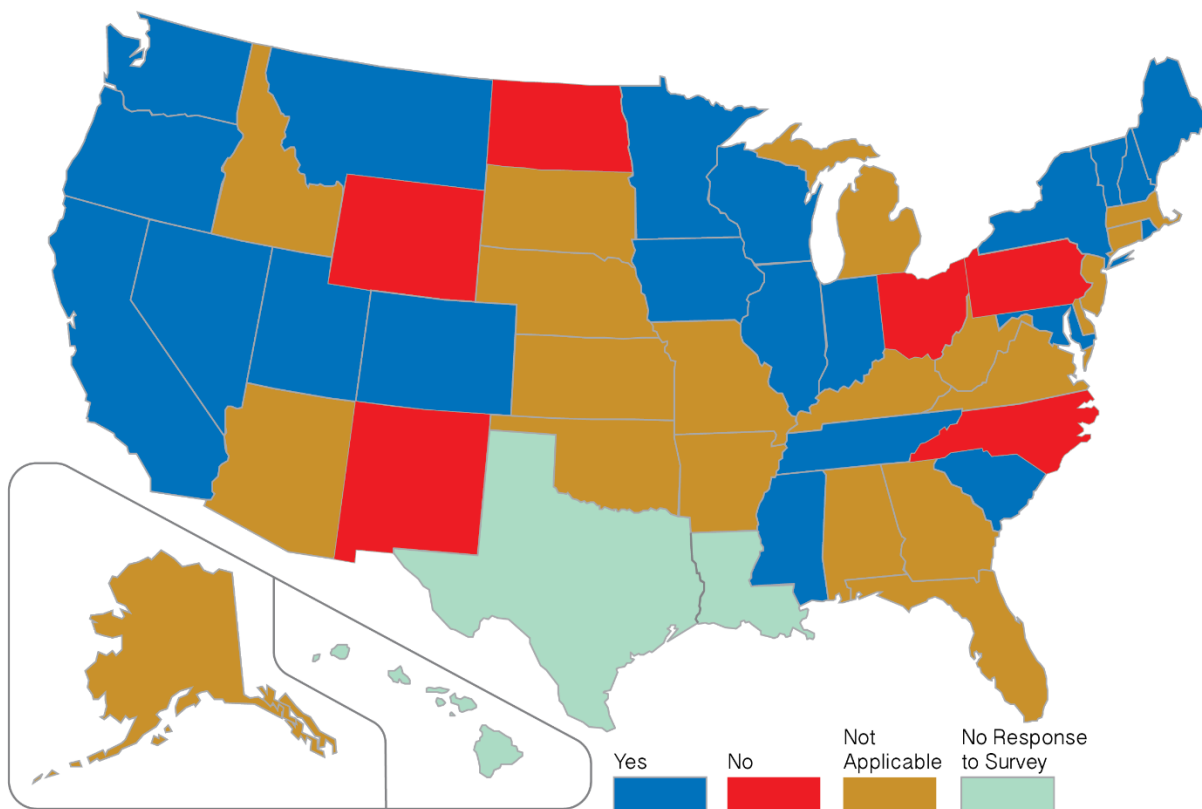 Yes
No
Not
Applicable
No Response
to Survey